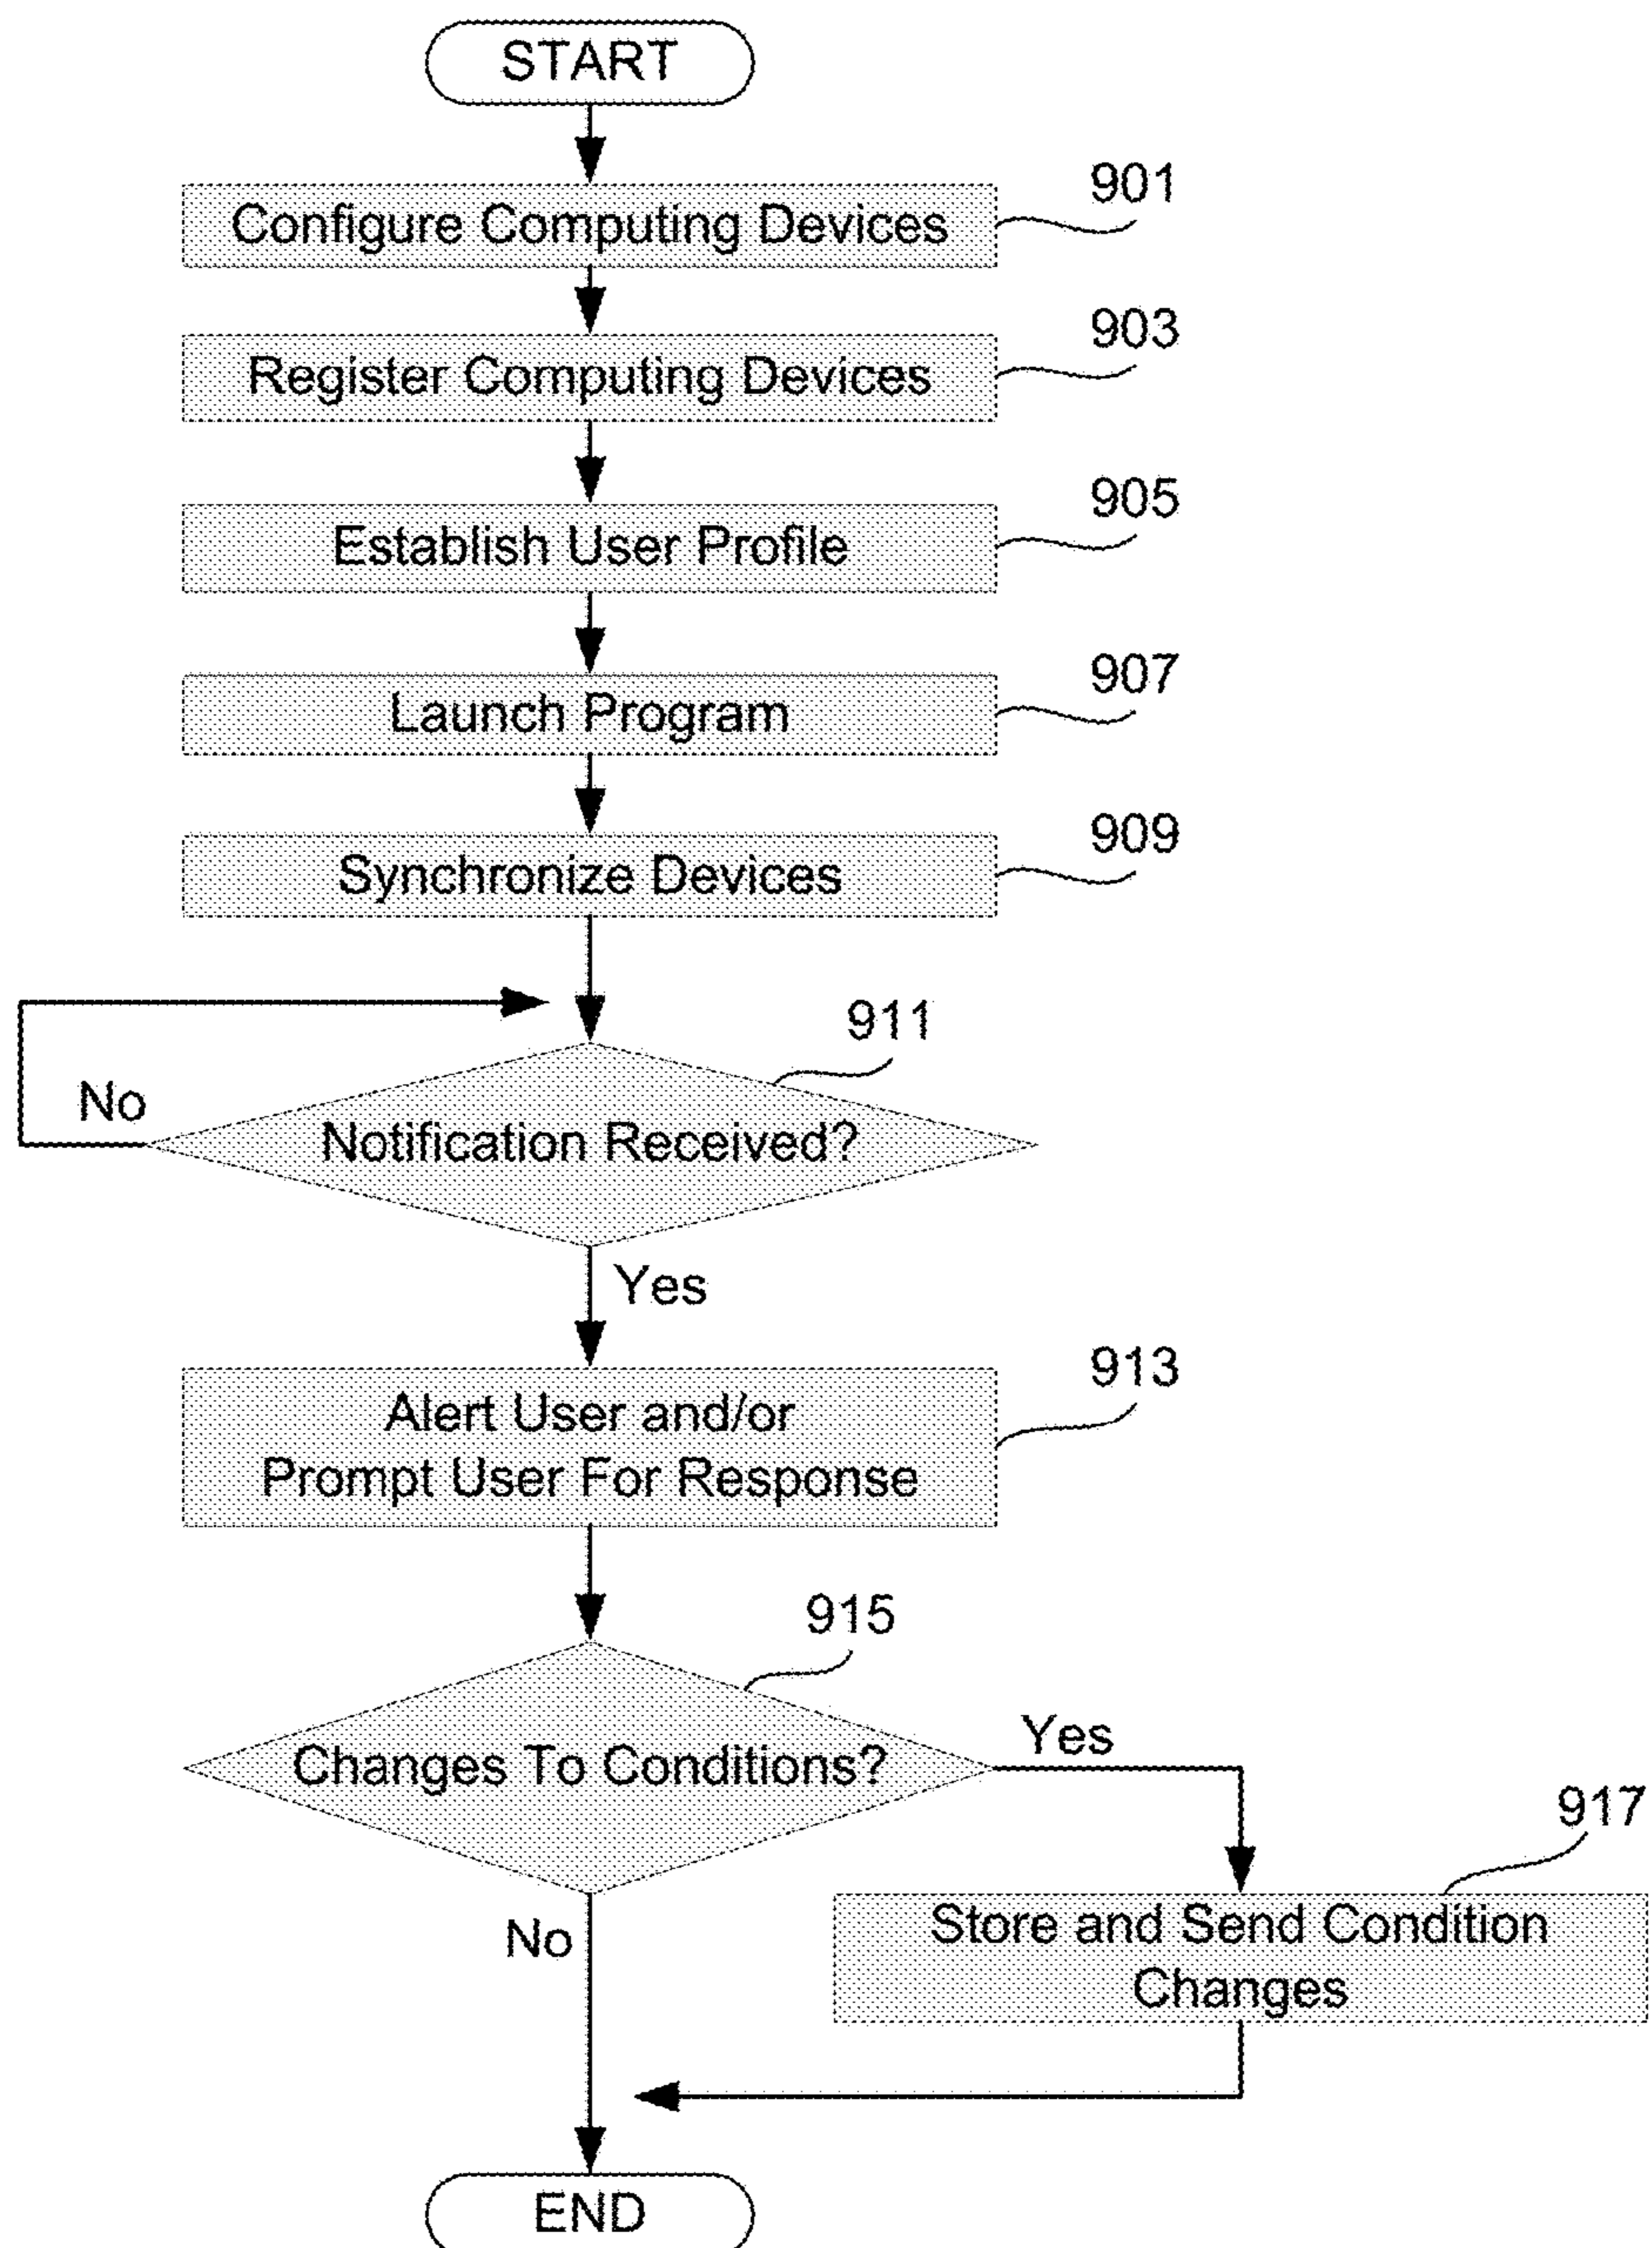 START
Configure Computing Devices
901
Register Computing Devices
903
Establish User Profile
905
Launch Program
907
Synchronize Devices
909
911
No
Notification Received?
Yes
Alert User and/or
Prompt User For Response
913
915
Changes To Conditions?
Yes
917
No
Store and Send Condition
Changes
END